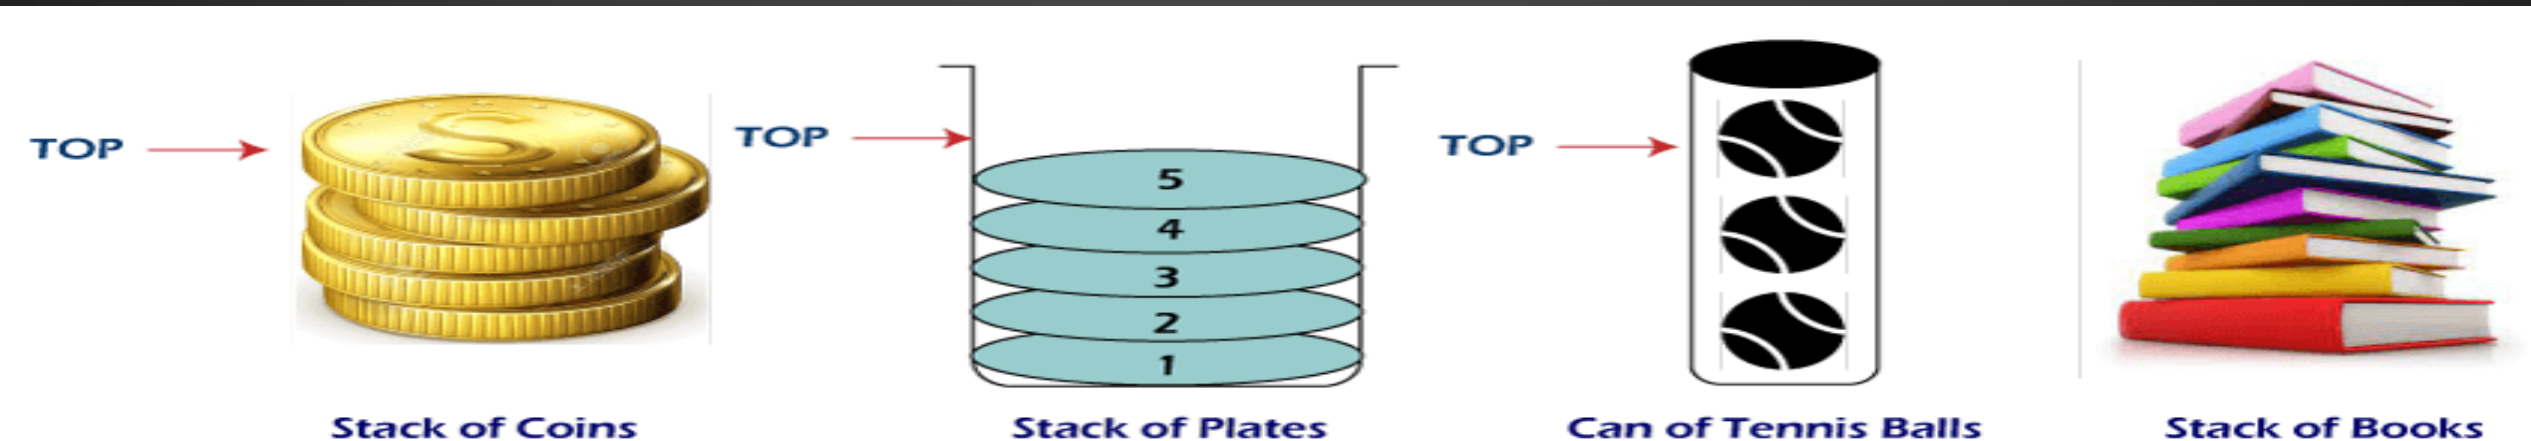 TOP
TOP
TOP
5
4
3
2
1
Stack of Coins
Stack of Plates
Can of Tennis Balls
Stack of Books